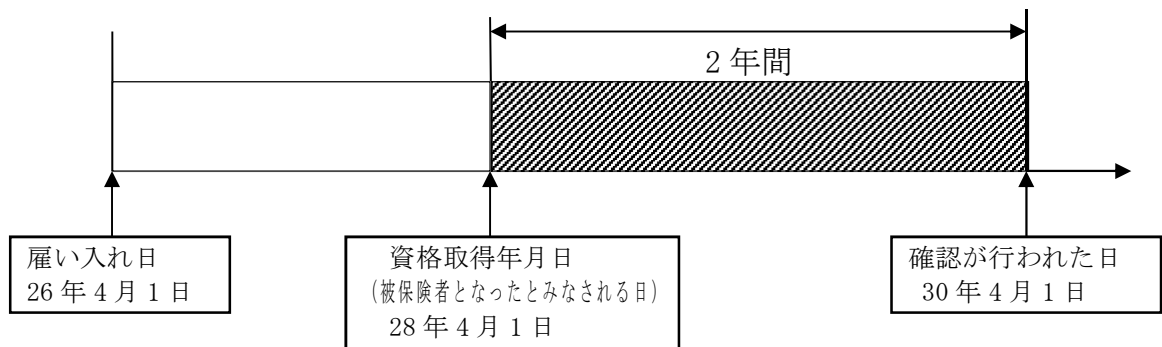 2年間
雇い入れ日
26年4月1日
資格取得年月日
(被保険者となったとみなされる日)
28年4月1日
確認が行われた日
30年4月1日